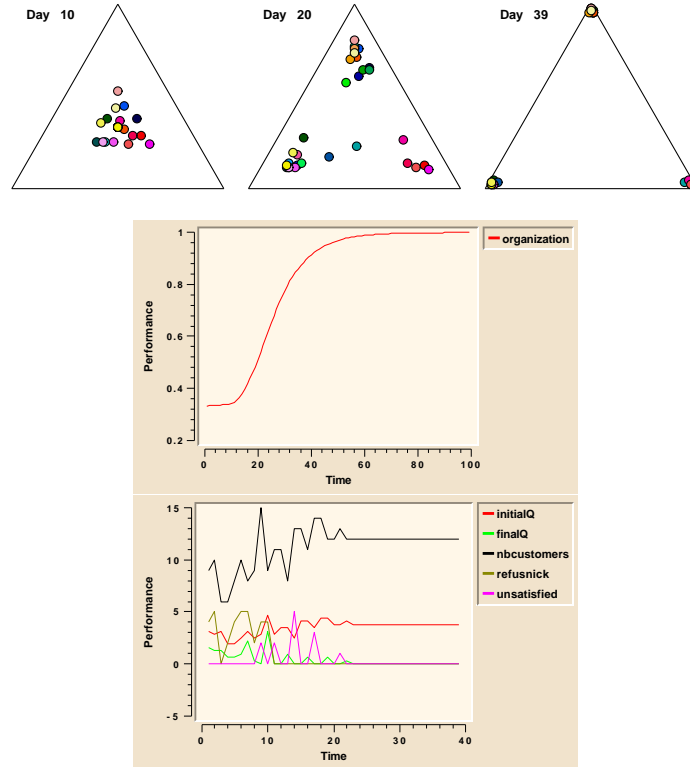 Day 10
Day 20
Day 39
1
0.8
0.6
0.4
0.2
Performance
0 20 40 60 80 100
Time
organization
15
10
5
0
-5
Performance
0 10 20 30 40
Time
initialQ
finalQ
nbcustomers
refusnick
unsatisfied